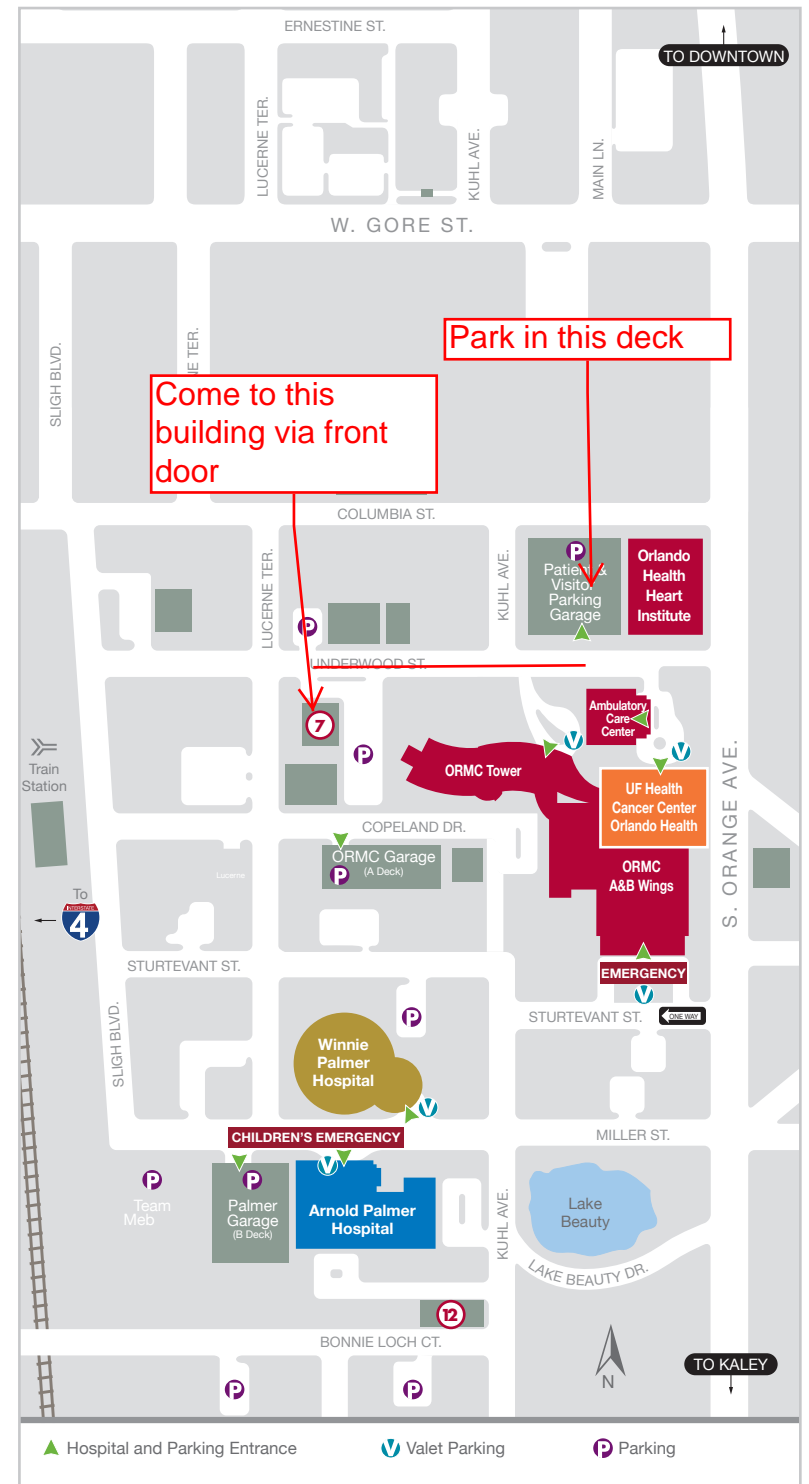 ERNESTINE ST.
TO DOWNTOWN
LUCERNE TER.
KUHL AVE.
MAIN LN.
W. GORE ST.
SLIGH BLVD.
NE TER.
Park in this deck
Come to this
building via front
door
COLUMBIA ST.
LUCERNE TER.
KUHL AVE.
P
Patient &
Visitor
Parking
Garage
Orlando
Health
Heart
Institute
P
UNDERWOOD ST.
7
P
Ambulatory
Care
Center
V
V
ORMC Tower
Train
Station
UF Health
Cancer Center
Orlando Health
S. ORANGE AVE.
COPELAND DR.
ORMC Garage
(A Deck)
P
Lucerne
ORMC
A&B Wings
To
INTERSTATE
4
STURTEVANT ST.
EMERGENCY
V
SLIGH BLVD.
P
STURTEVANT ST.
ONE WAY
Winnie
Palmer
Hospital
V
CHILDREN'S EMERGENCY
MILLER ST.
V
P
P
Team
Meb
Palmer
Garage
(B Deck)
Arnold Palmer
Hospital
KUHL AVE.
Lake
Beauty
LAKE BEAUTY DR.
12
BONNIE LOCH CT.
N
TO KALEY
P
P
Hospital and Parking Entrance
V Valet Parking
P Parking